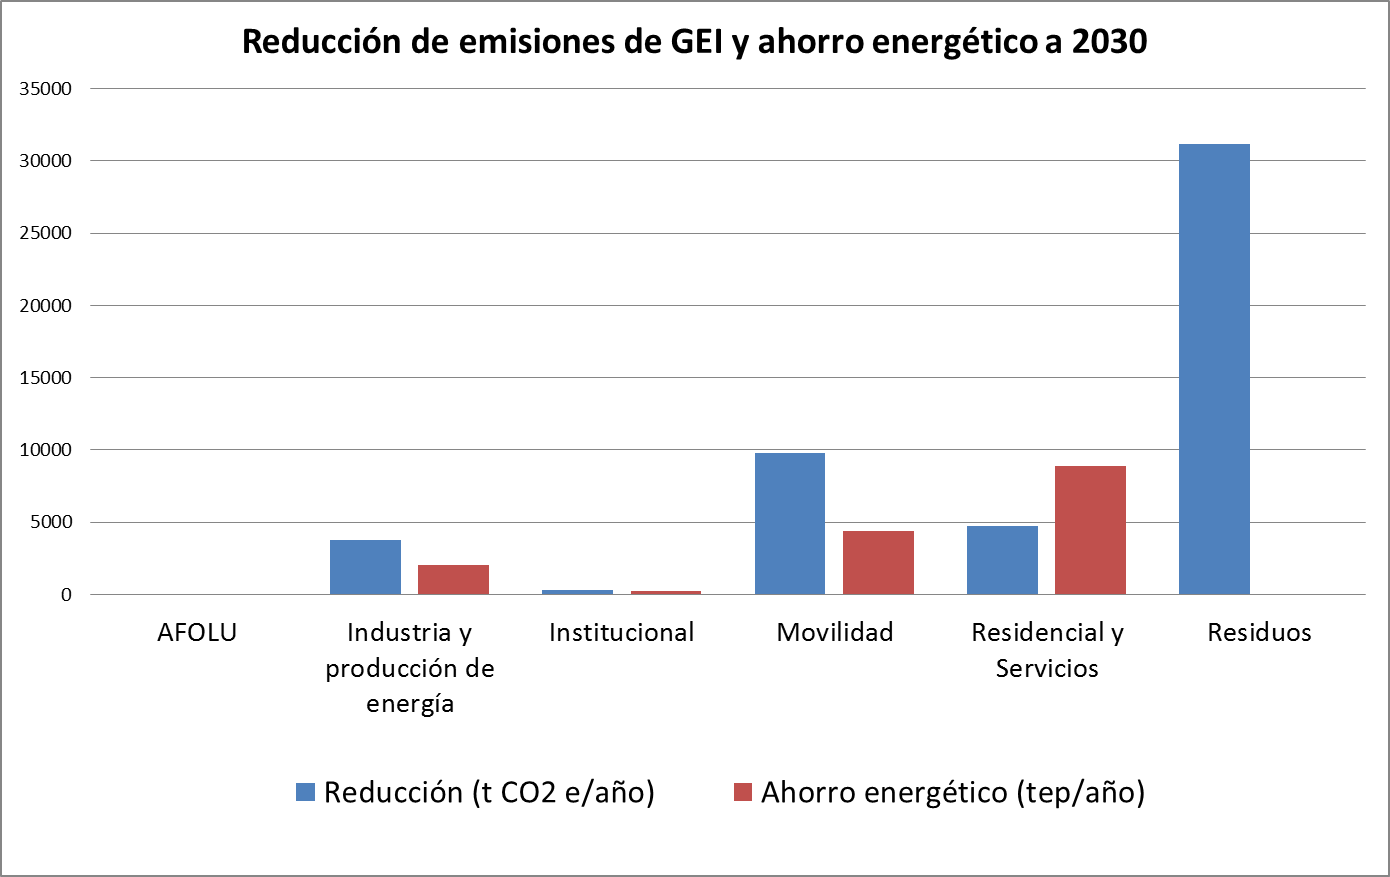 Reducción de emisiones de GEI y ahorro energético a 2030
35000
30000
25000
20000
15000
10000
5000
0
AFOLU
Industria y
producción de
energía
Institucional
Movilidad
Residencial y
Servicios
Residuos
Reducción (t CO2 e/año)
Ahorro energético (tep/año)